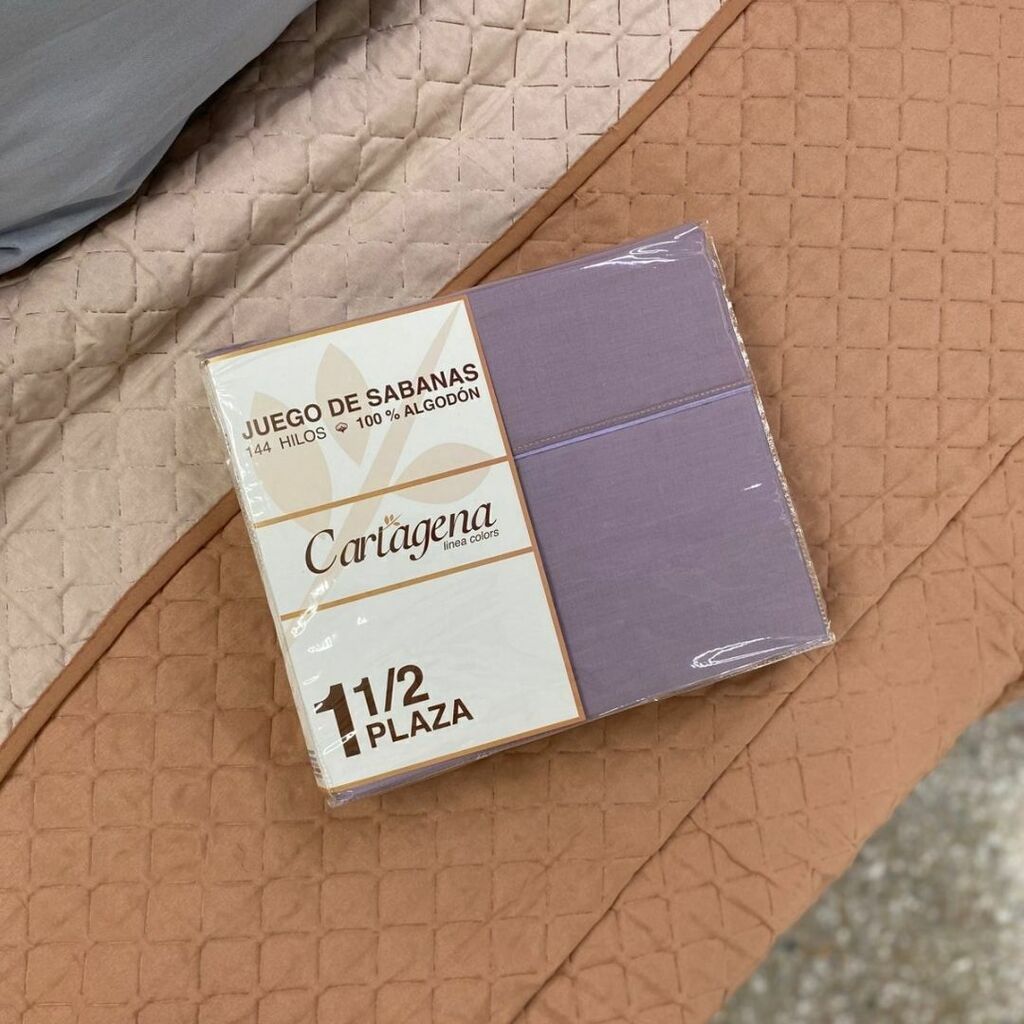 JUEGO DE SABANAS
144 HILOS 100 % ALGODÓN
Cartagena
linea colors
1 1/2
PLAZA